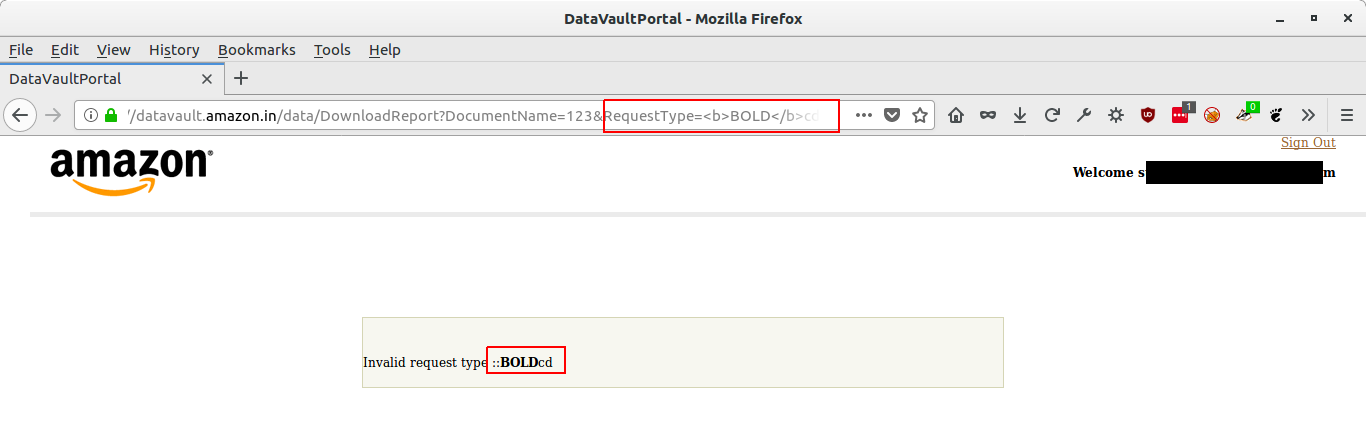 DataVaultPortal - Mozilla Firefox
File Edit View History Bookmarks Tools Help
DataVaultPortal
//datavault.amazon.in/data/DownloadReport?DocumentName=123&RequestType=<b>BOLD</b>cd
1
0
Sign Out
amazon
Welcome s m
Invalid request type ::BOLDcd